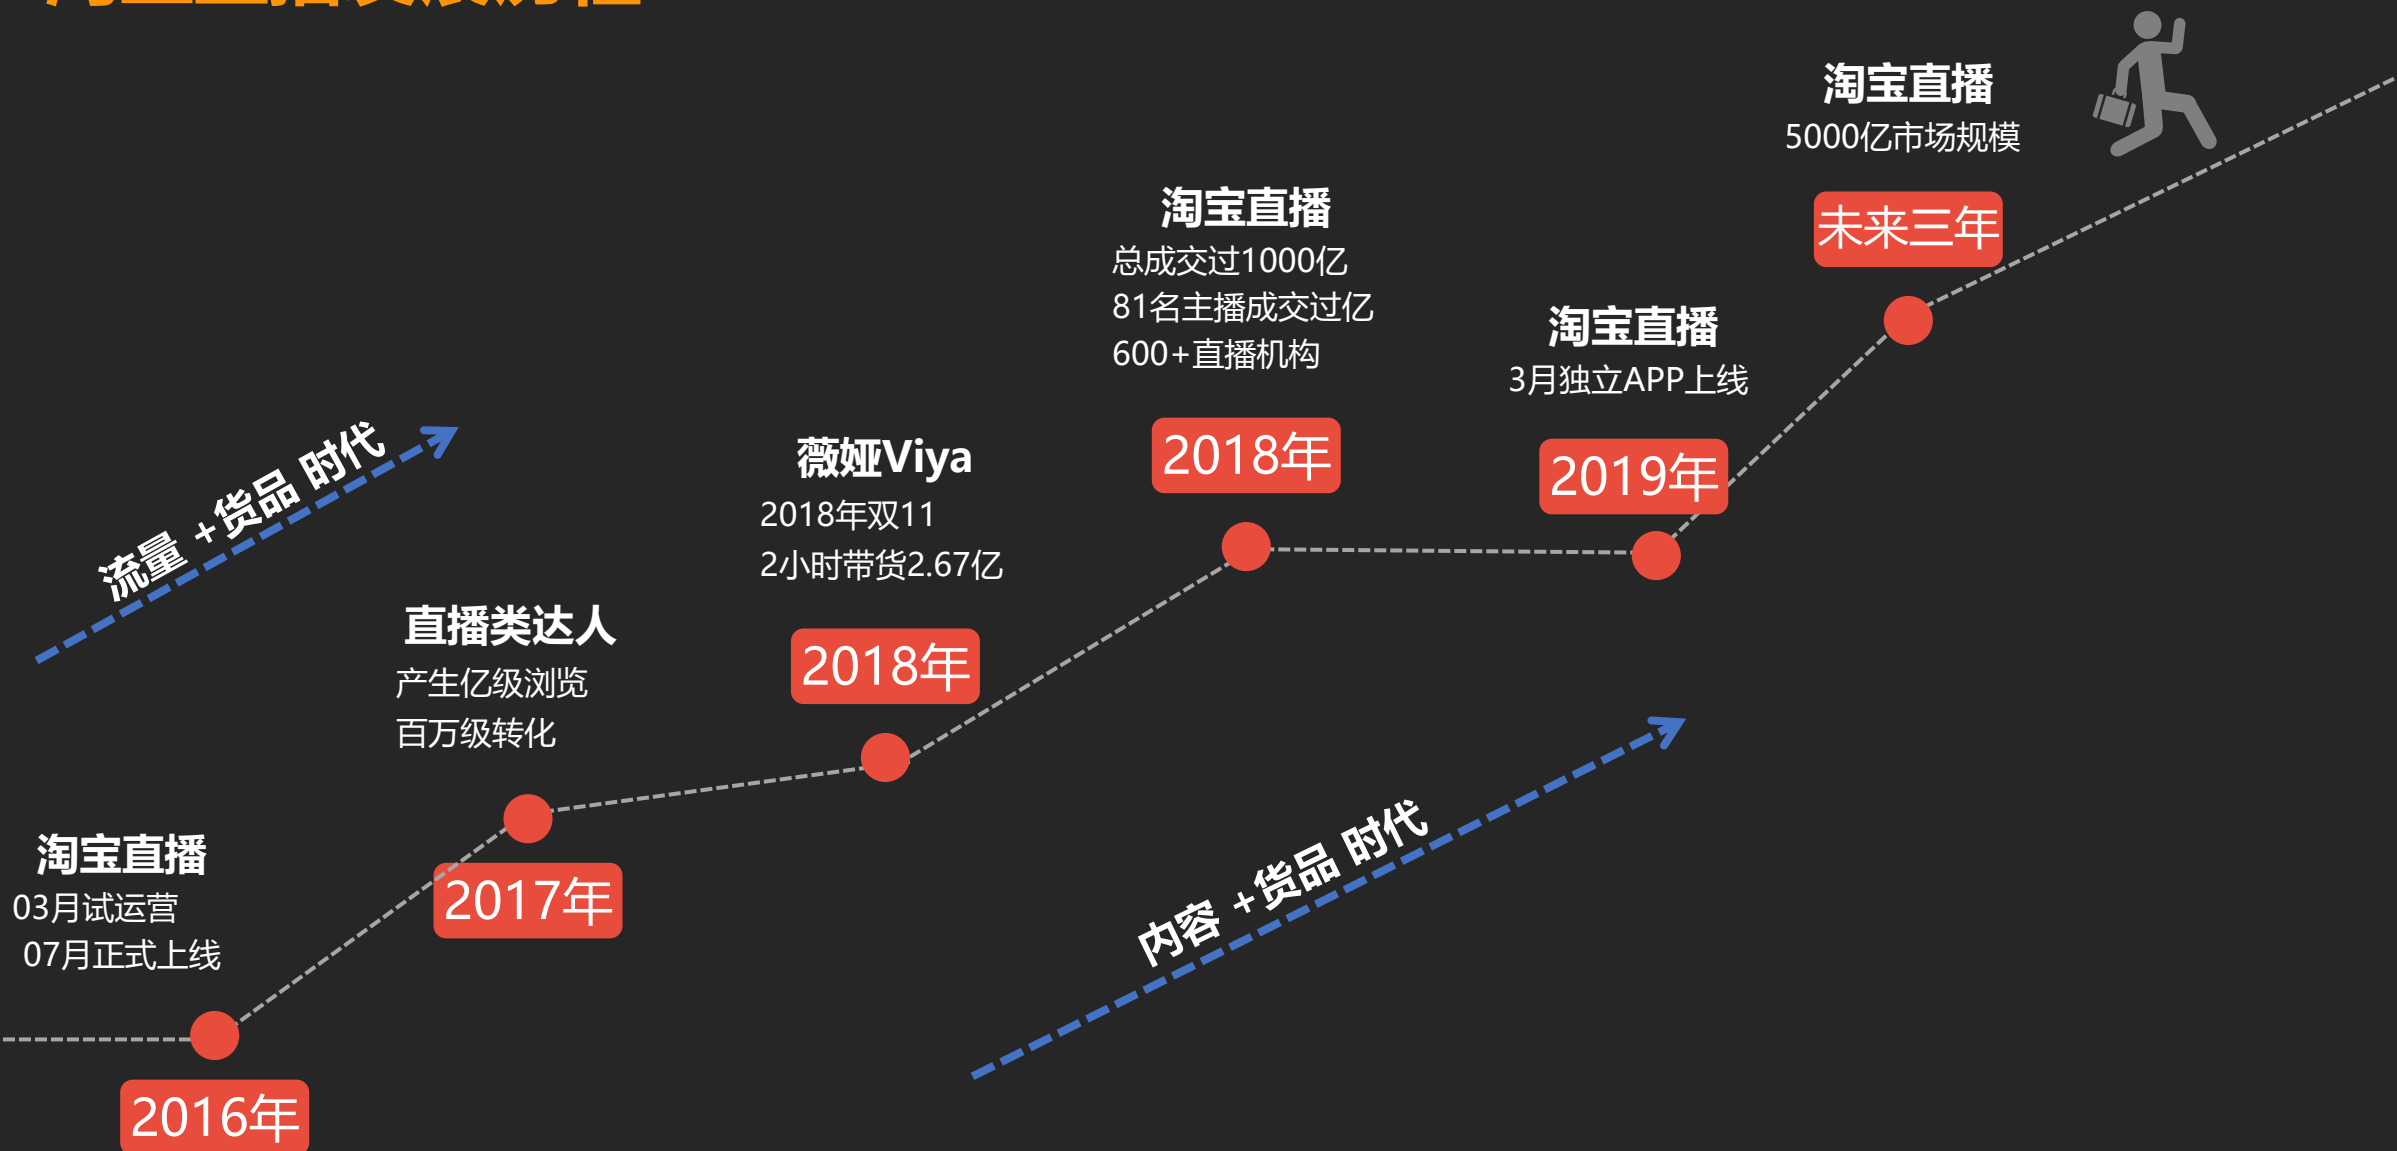 淘宝直播
03月试运营
07月正式上线
2016年
流量 +货品 时代
直播类达人
产生亿级浏览
百万级转化
2017年
薇娅Viya
2018年双11
2小时带货2.67亿
2018年
淘宝直播
总成交过1000亿
81名主播成交过亿
600+直播机构
2018年
内容 +货品 时代
淘宝直播
3月独立APP上线
2019年
淘宝直播
5000亿市场规模
未来三年